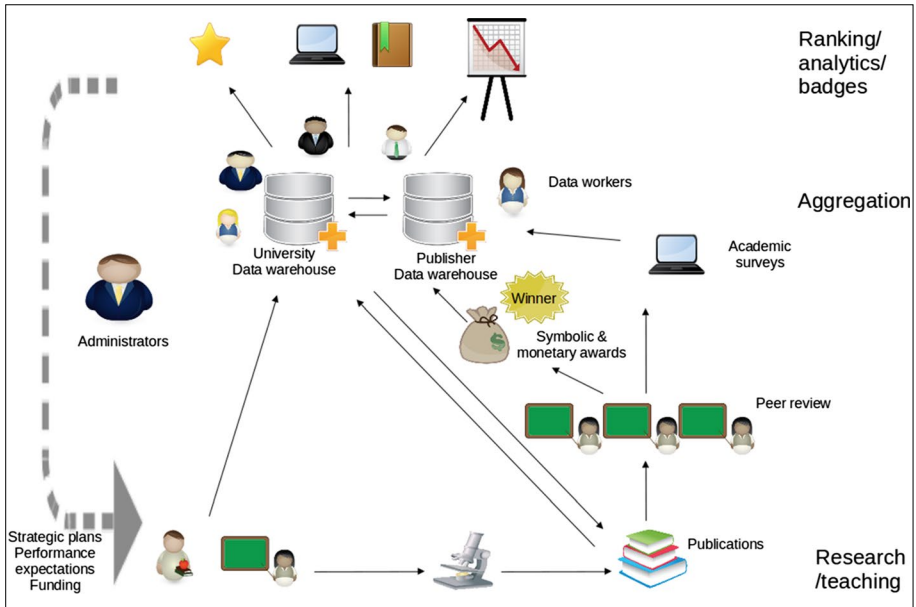 Ranking/
analytics/
badges
Data workers
Aggregation
University
Data warehouse
Publisher
Data warehouse
Academic
surveys
Winner
Administrators
Symbolic &
monetary awards
$
Peer review
Strategic plans
Performance
expectations
Funding
Publications
Research
/teaching